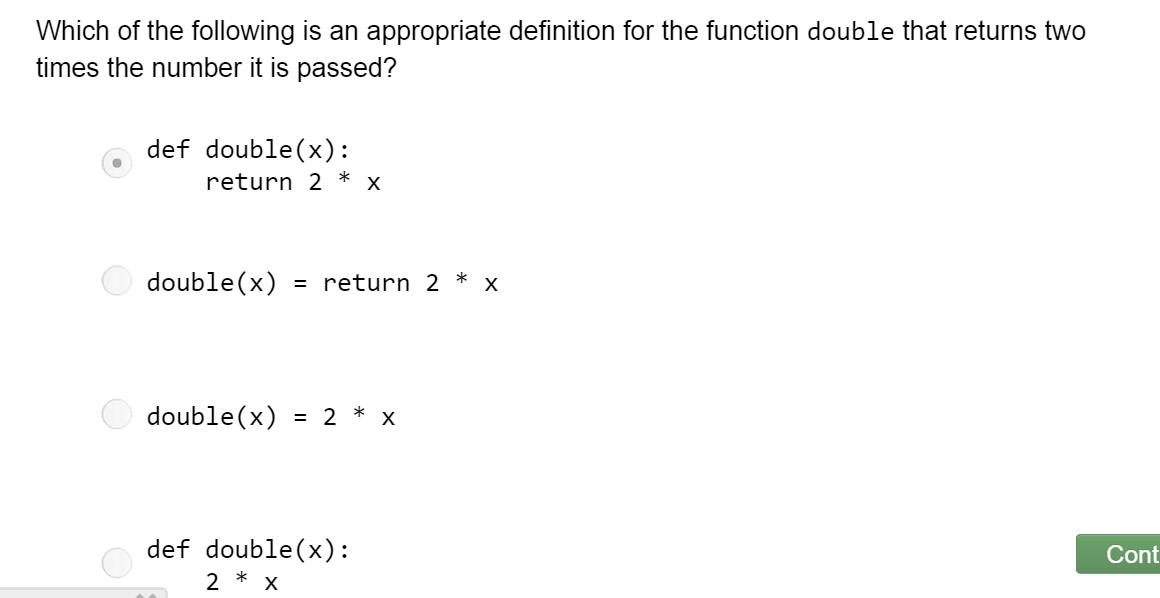 Which of the following is an appropriate definition for the function double that returns two
times the number it is passed?
def double(x):
    return 2 * x
double(x) = return 2 * x
double(x) = 2 * x
def double(x):
    2 * x
Cont